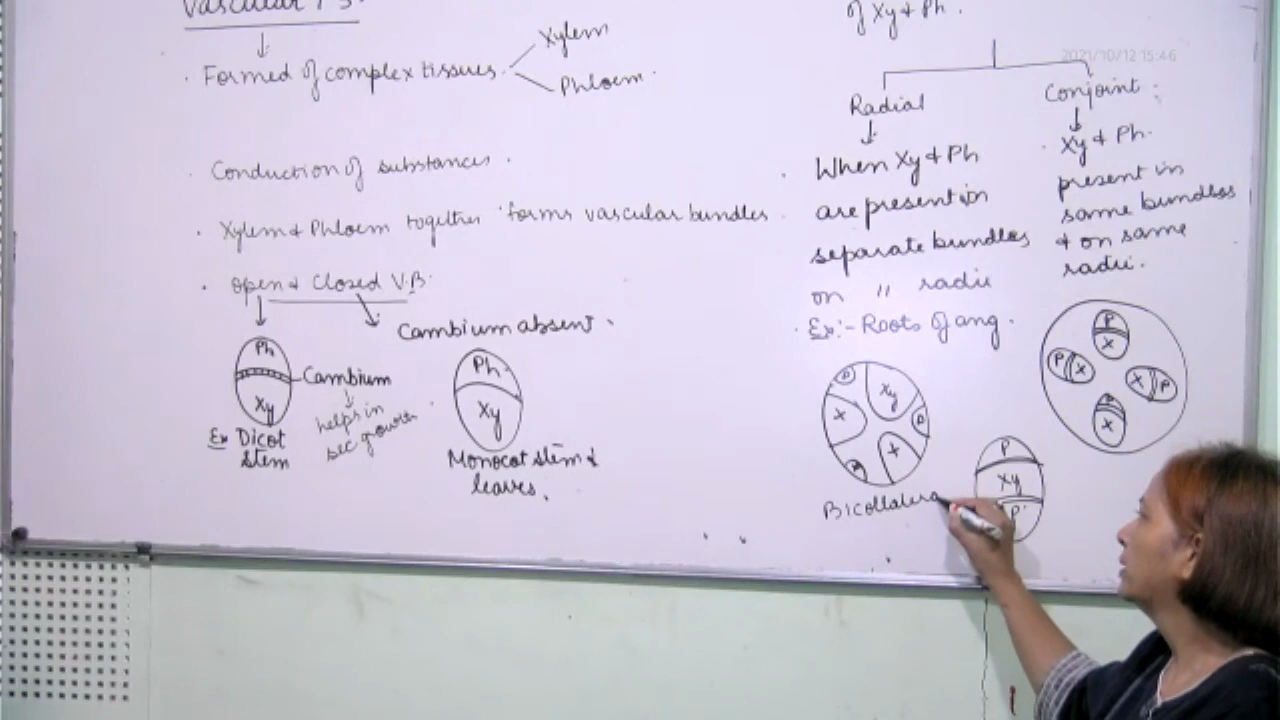 Vascular T.S.
Formed of complex tissues.
Xylem
Phloem.
Conduction of substances.
Xylem & Phloem together forms vascular bundles.
Open & Closed V.B.
Cambium absent.
Ph
Xy
Cambium
helps in
sec growth
Ex Dicot
stem
Ph
Xy
Monocot stem &
leaves.
of Xy & Ph.
2021/10/12 15:46
Radial
When Xy & Ph
are present in
separate bundles
on " radii
Ex:- Roots of ang.
Conjoint:
Xy & Ph.
present in
same bundles
& on same
radii.
P
Xy
P
X
X
P
P
X
P
X
X
P
P
X
P
Xy
P
Bicollatera